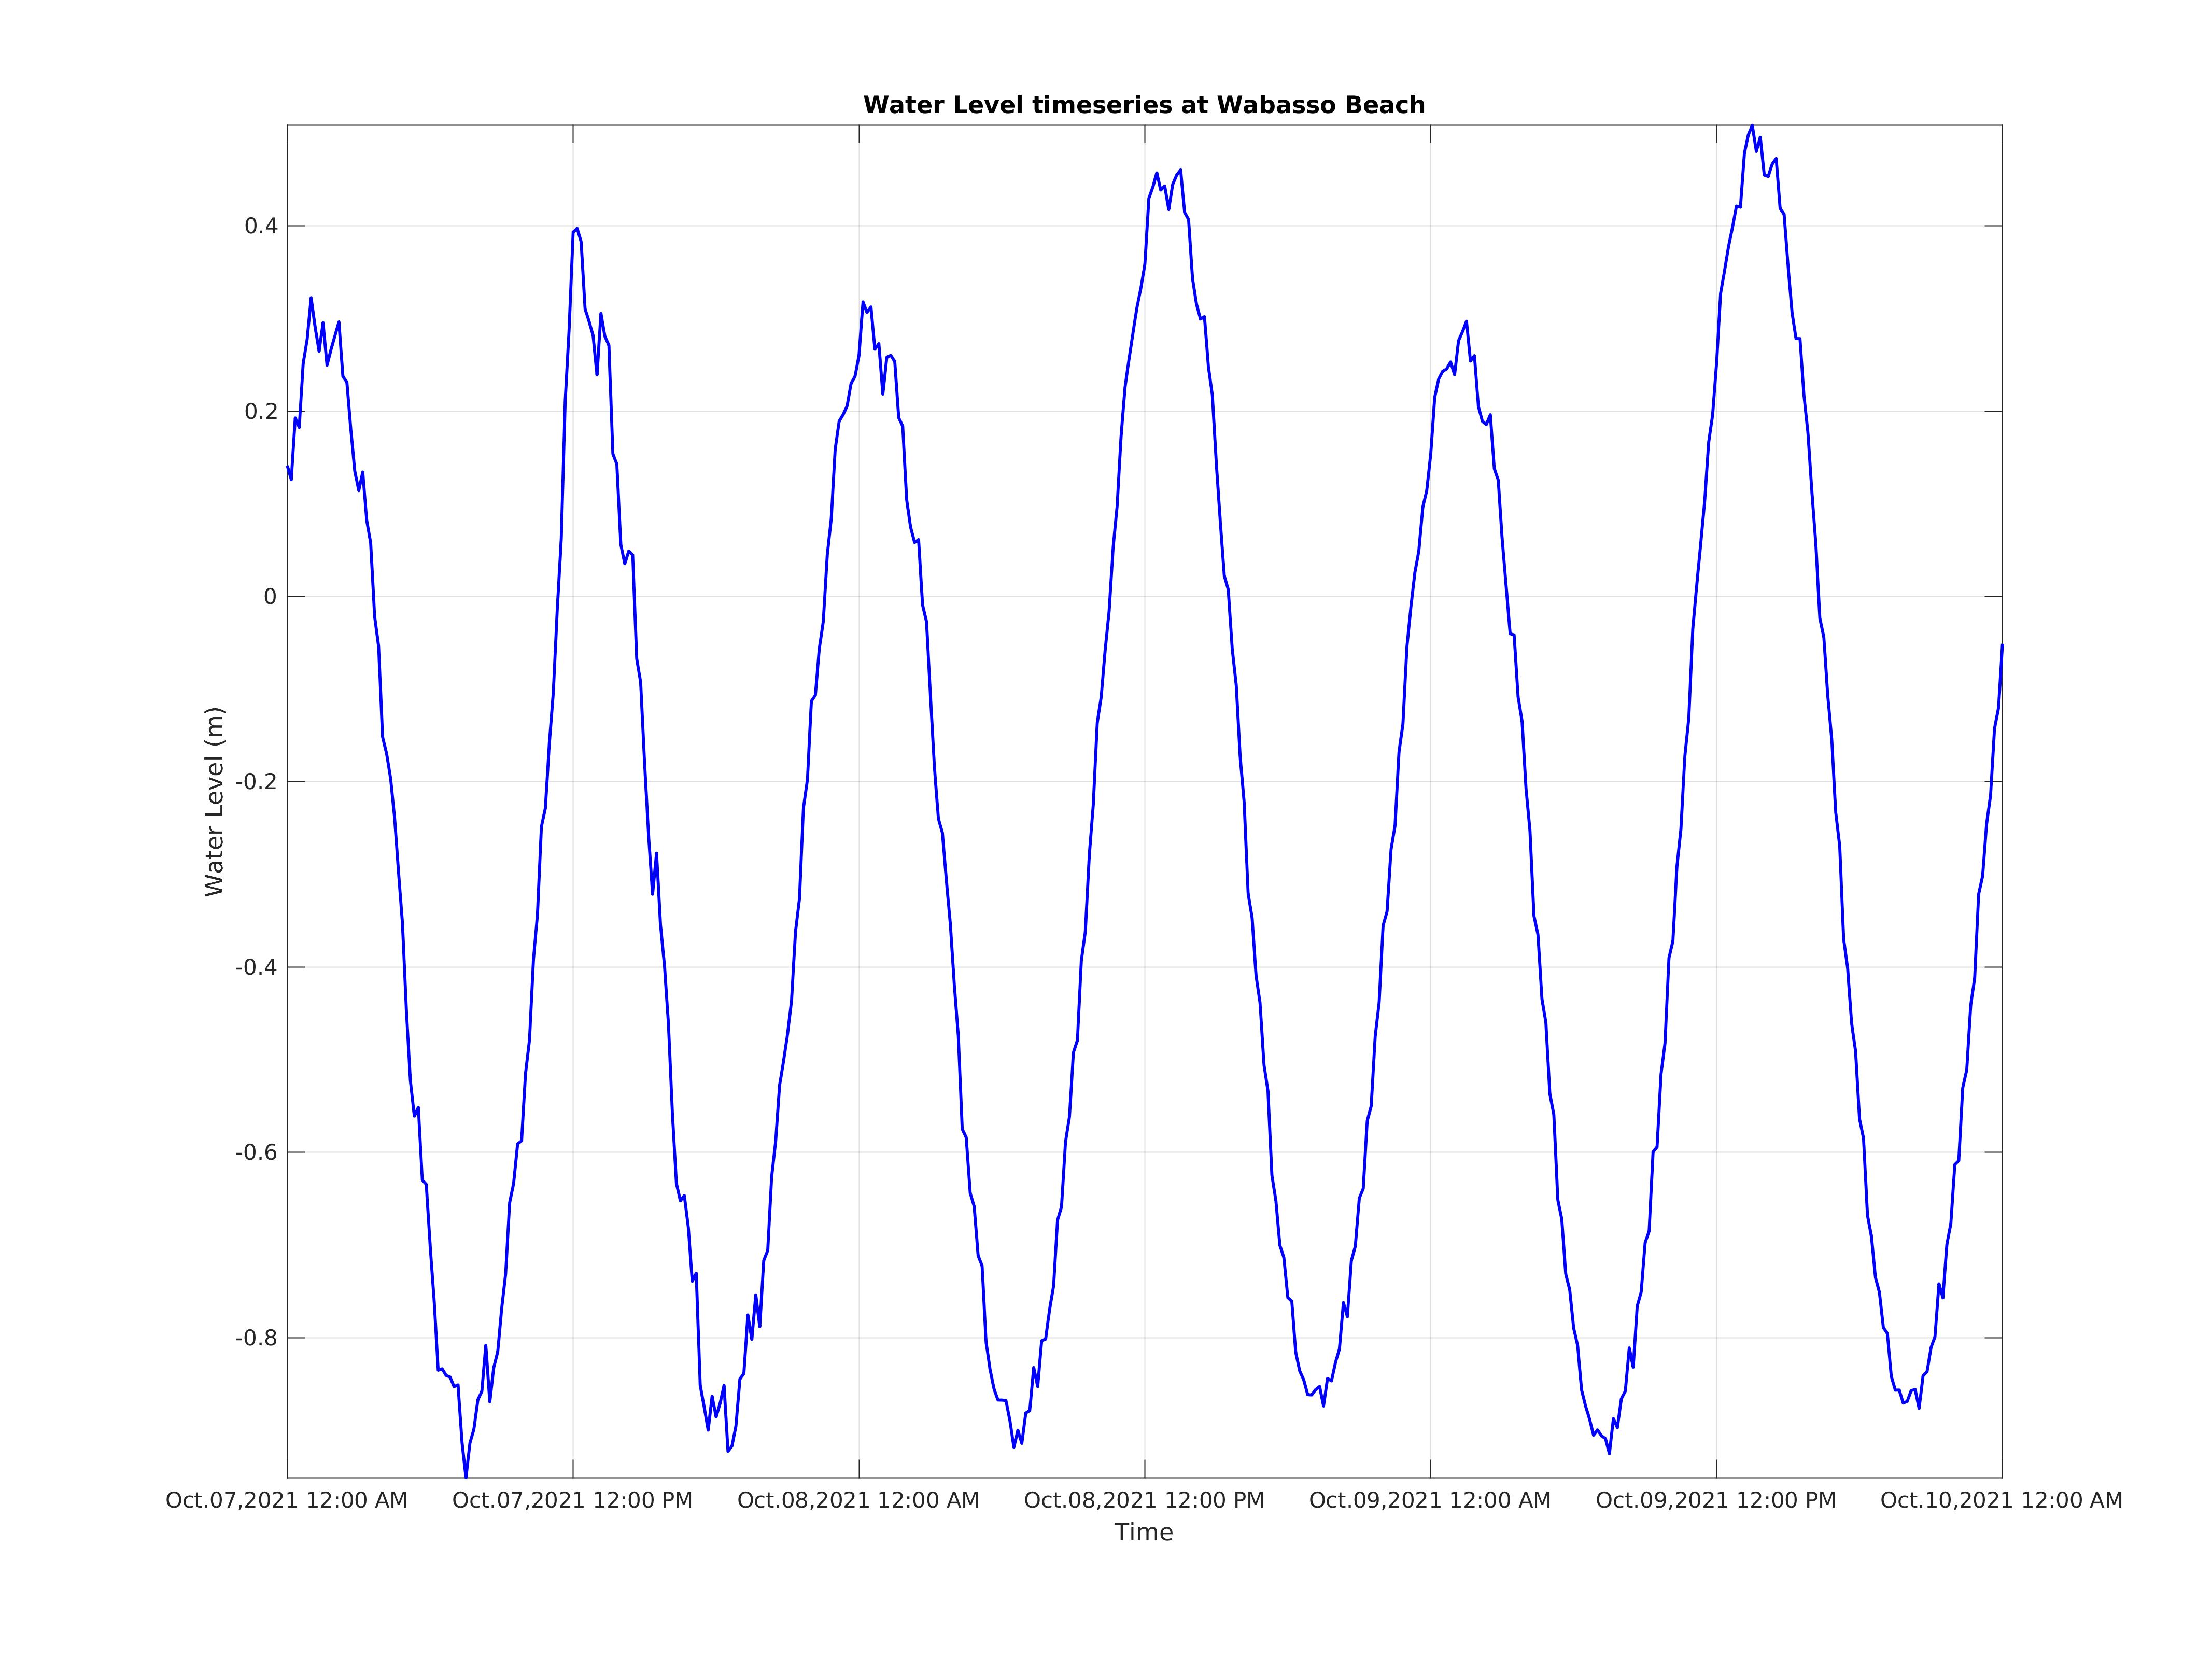 Water Level timeseries at Wabasso Beach
0.4
0.2
0
-0.2
-0.4
-0.6
-0.8
Water Level (m)
Oct.07,2021 12:00 AM Oct.07,2021 12:00 PM Oct.08,2021 12:00 AM Oct.08,2021 12:00 PM Oct.09,2021 12:00 AM Oct.09,2021 12:00 PM Oct.10,2021 12:00 AM
Time